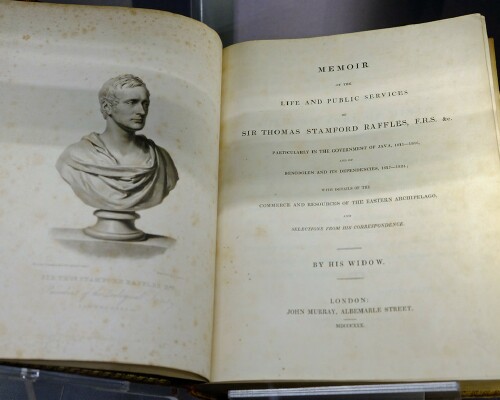 MEMOIR
OF THE
LIFE AND PUBLIC SERVICES
OF
SIR THOMAS STAMFORD RAFFLES, F.R.S. &c.
PARTICULARLY IN THE GOVERNMENT OF JAVA, 1811–1816,
AND OF
BENCOOLEN AND ITS DEPENDENCIES, 1817–1824;
WITH DETAILS OF THE
COMMERCE AND RESOURCES OF THE EASTERN ARCHIPELAGO,
AND
SELECTIONS FROM HIS CORRESPONDENCE.
BY HIS WIDOW.
LONDON:
JOHN MURRAY, ALBEMARLE STREET.
MDCCCXXX.